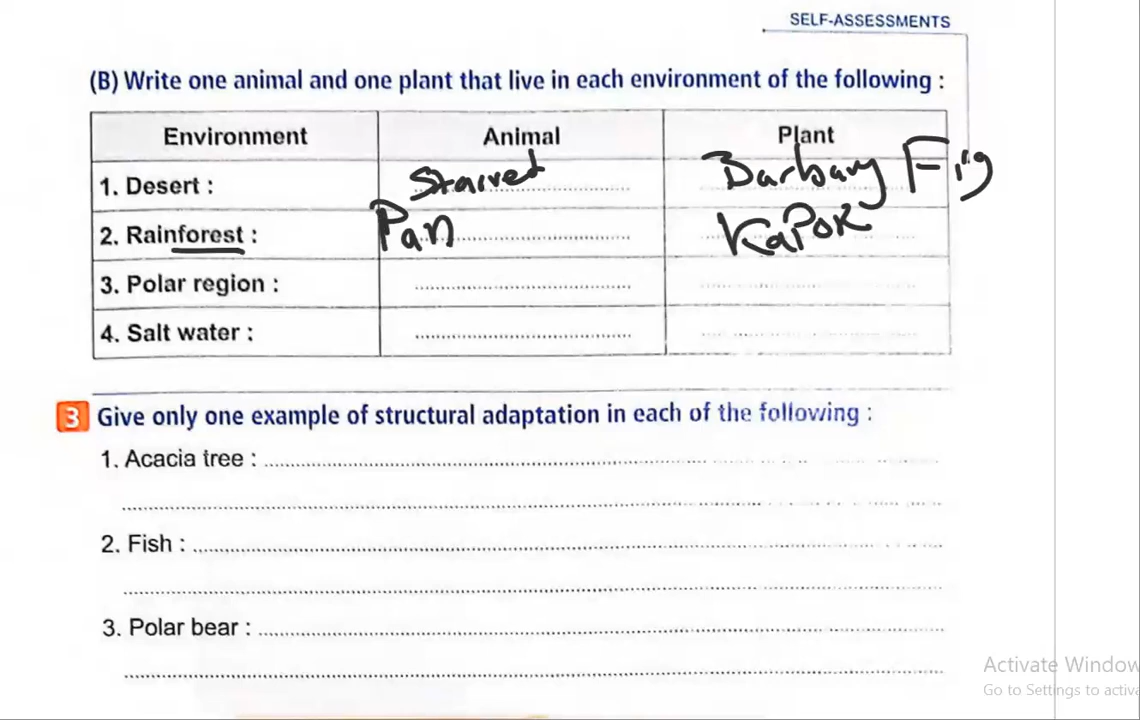 SELF-ASSESSMENTS
(B) Write one animal and one plant that live in each environment of the following :
Environment Animal Plant
1. Desert : Starved Barbary Fig
2. Rainforest : Pan Kapok
3. Polar region :
4. Salt water :
3 Give only one example of structural adaptation in each of the following :
1. Acacia tree :
2. Fish :
3. Polar bear :
Activate Window
Go to Settings to activa